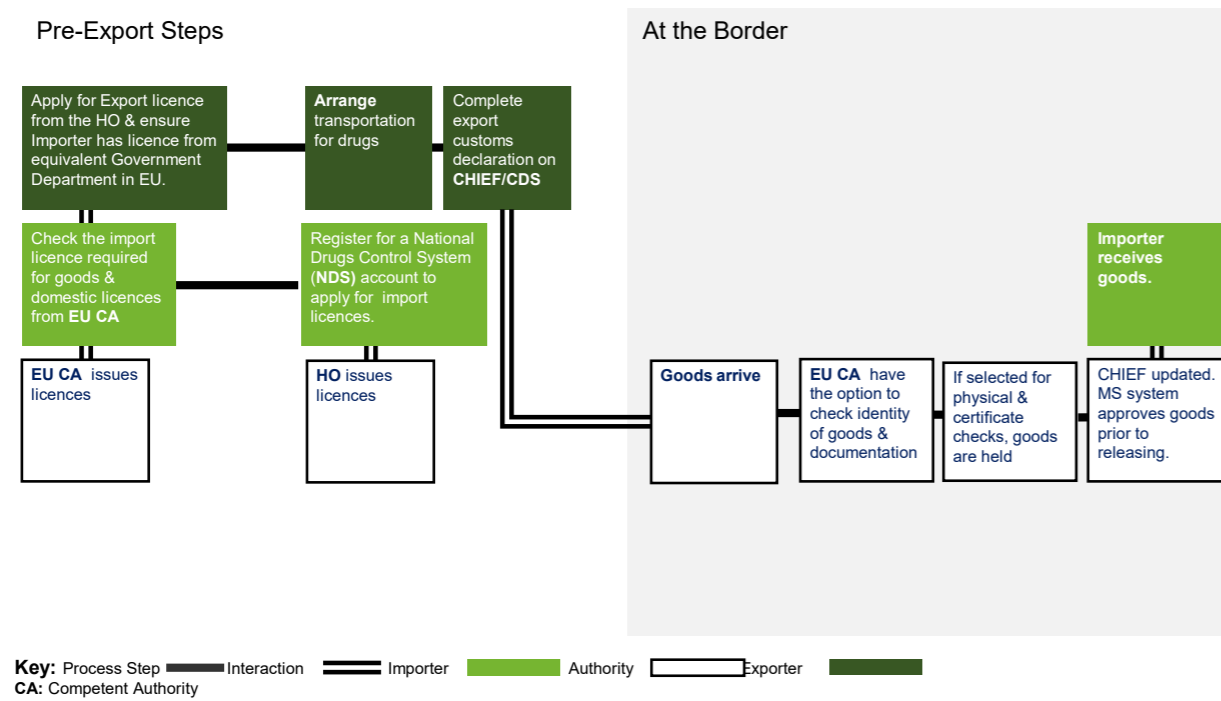 Pre-Export Steps
At the Border
Apply for Export licence
from the HO & ensure
Importer has licence from
equivalent Government
Department in EU.
Arrange
transportation
for drugs
Complete
export
customs
declaration on
CHIEF/CDS
Check the import
licence required
for goods &
domestic licences
from EU CA
Register for a National
Drugs Control System
(NDS) account to
apply for import
licences.
Importer
receives
goods.
EU CA issues
licences
HO issues
licences
Goods arrive
EU CA have
the option to
check identity
of goods &
documentation
If selected for
physical &
certificate
checks, goods
are held
CHIEF updated.
MS system
approves goods
prior to
releasing.
Key: Process Step Interaction Importer Authority Exporter
CA: Competent Authority